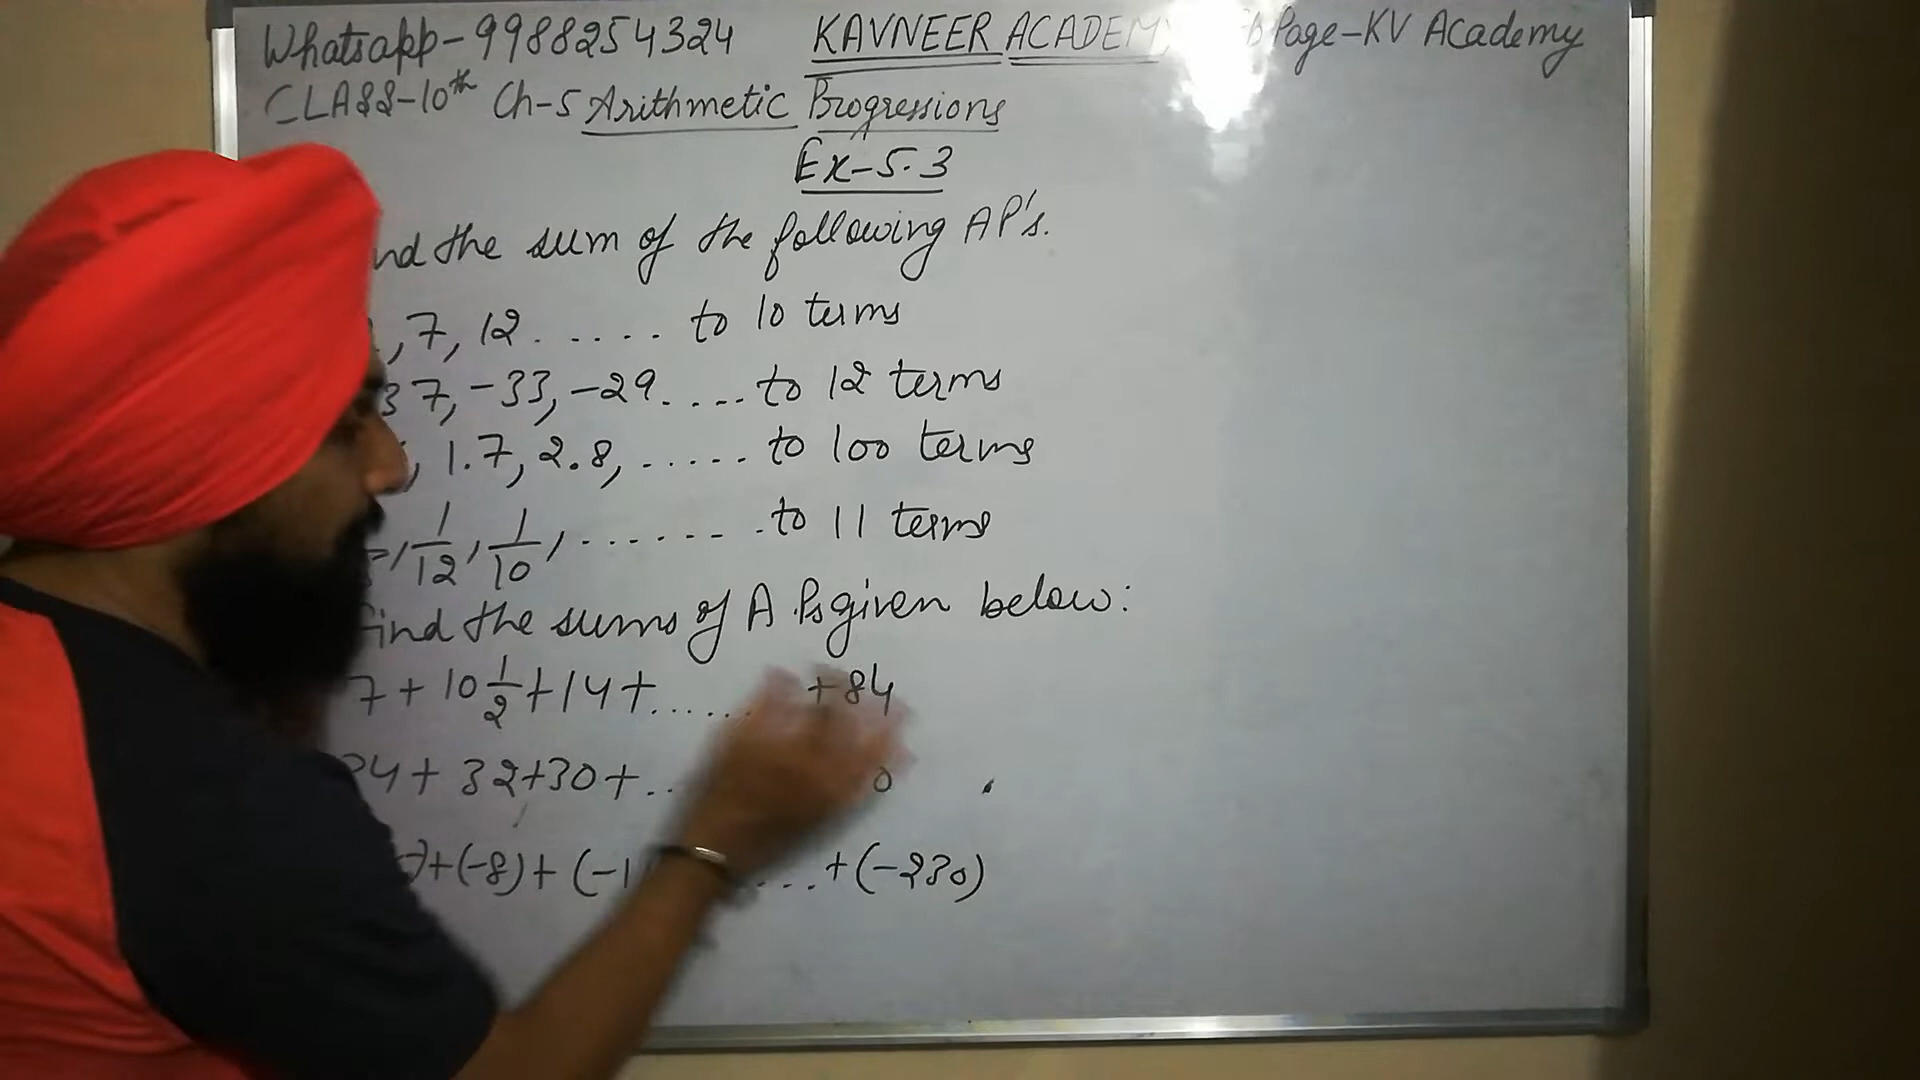 Whatsapp-9988254324 KAVNEER ACADEMY Page-KV Academy
CLASS-10th Ch-5 Arithmetic Progressions
Ex-5.3
the sum of the following AP's.
, 7, 12. . . . . . to 10 terms
37, -33, -29. . . . . to 12 terms
, 1.7, 2.8, . . . . . . to 100 terms
, 1/12, 1/10, . . . . . . . . to 11 terms
find the sums of A Ps given below:
7 + 10 1/2 + 14 + . . . . . . + 84
4 + 32 + 30 + . . 0
+ (-8) + (-1 . . . + (-230)